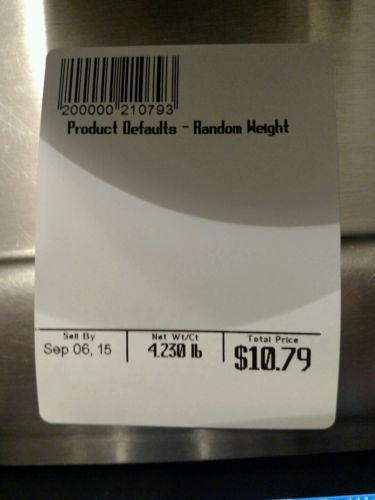 200000 210793
Product Defaults - Random Weight
Sell By
Sep 06, 15
Net Wt/Ct
4.230 lb
Total Price
$10.79